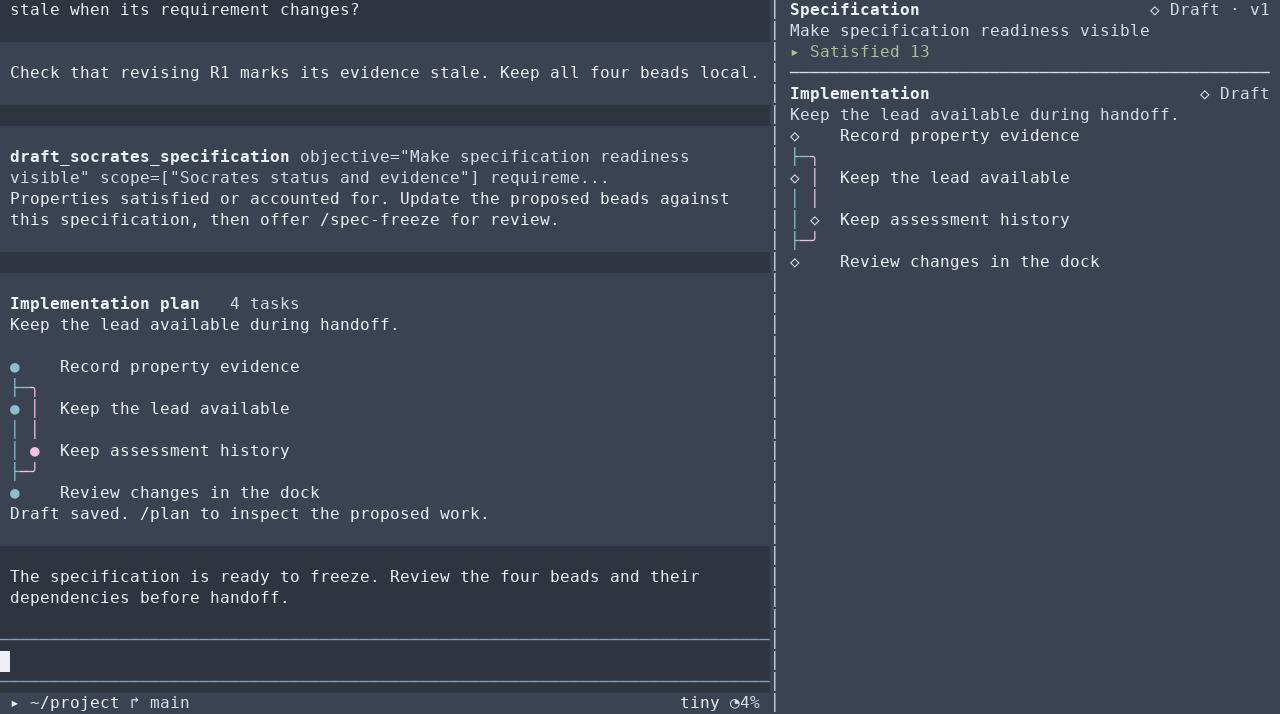 stale when its requirement changes?
Check that revising R1 marks its evidence stale. Keep all four beads local.
draft_socrates_specification objective="Make specification readiness
visible" scope=["Socrates status and evidence"] requireme...
Properties satisfied or accounted for. Update the proposed beads against
this specification, then offer /spec-freeze for review.
Implementation plan   4 tasks
Keep the lead available during handoff.
Record property evidence
Keep the lead available
Keep assessment history
Review changes in the dock
Draft saved. /plan to inspect the proposed work.
The specification is ready to freeze. Review the four beads and their
dependencies before handoff.
▸ ~/project ↱ main tiny ◔4%
Specification ◇ Draft · v1
Make specification readiness visible
▸ Satisfied 13
Implementation ◇ Draft
Keep the lead available during handoff.
◇ Record property evidence
◇ Keep the lead available
◇ Keep assessment history
◇ Review changes in the dock